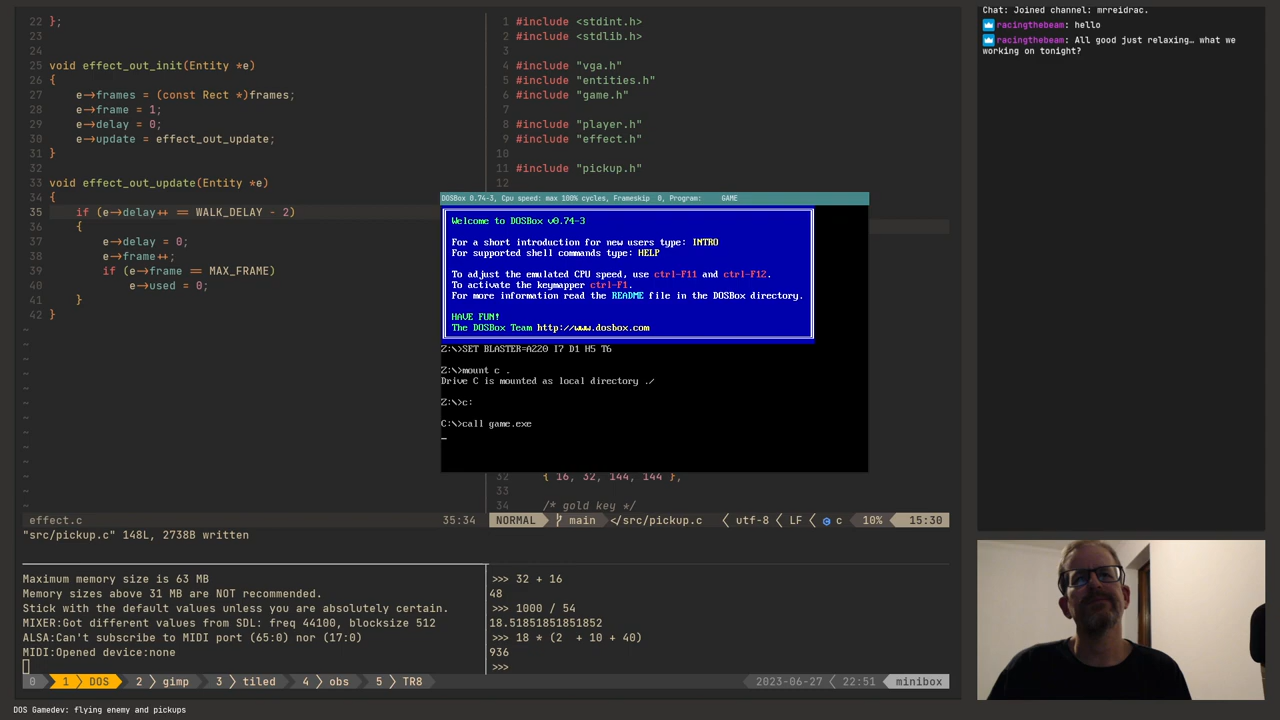 22 };
23
24
25 void effect_out_init(Entity *e)
26 {
27 e->frames = (const Rect *)frames;
28 e->frame = 1;
29 e->delay = 0;
30 e->update = effect_out_update;
31 }
32
33 void effect_out_update(Entity *e)
34 {
35 if (e->delay++ == WALK_DELAY - 2)
36 {
37 e->delay = 0;
38 e->frame++;
39 if (e->frame == MAX_FRAME)
40 e->used = 0;
41 }
42 }
~
~
~
~
~
~
~
~
~
~
~
~
~
effect.c 35:34
"src/pickup.c" 148L, 2738B written
1 #include <stdint.h>
2 #include <stdlib.h>
3
4 #include "vga.h"
5 #include "entities.h"
6 #include "game.h"
7
8 #include "player.h"
9 #include "effect.h"
10
11 #include "pickup.h"
12
DOSBox 0.74-3, Cpu speed: max 100% cycles, Frameskip 0, Program: GAME
Welcome to DOSBox v0.74-3
For a short introduction for new users type: INTRO
For supported shell commands type: HELP
To adjust the emulated CPU speed, use ctrl-F11 and ctrl-F12.
To activate the keymapper ctrl-F1.
For more information read the README file in the DOSBox directory.
HAVE FUN!
The DOSBox Team http://www.dosbox.com
Z:\>SET BLASTER=A220 I7 D1 H5 T6
Z:\>mount c .
Drive C is mounted as local directory ./
Z:\>c:
C:\>call game.exe
32 { 16, 32, 144, 144 },
33
34 /* gold key */
NORMAL main </src/pickup.c utf-8 LF c 10% 15:30
Maximum memory size is 63 MB
Memory sizes above 31 MB are NOT recommended.
Stick with the default values unless you are absolutely certain.
MIXER:Got different values from SDL: freq 44100, blocksize 512
ALSA:Can't subscribe to MIDI port (65:0) nor (17:0)
MIDI:Opened device:none
>>> 32 + 16
48
>>> 1000 / 54
18.51851851851852
>>> 18 * (2 + 10 + 40)
936
>>>
0 1 DOS 2 gimp 3 tiled 4 obs 5 TR8 2023-06-27 22:51 minibox
DOS Gamedev: flying enemy and pickups
Chat: Joined channel: mrreidrac.
racingthebeam: hello
racingthebeam: All good just relaxing… what we
working on tonight?